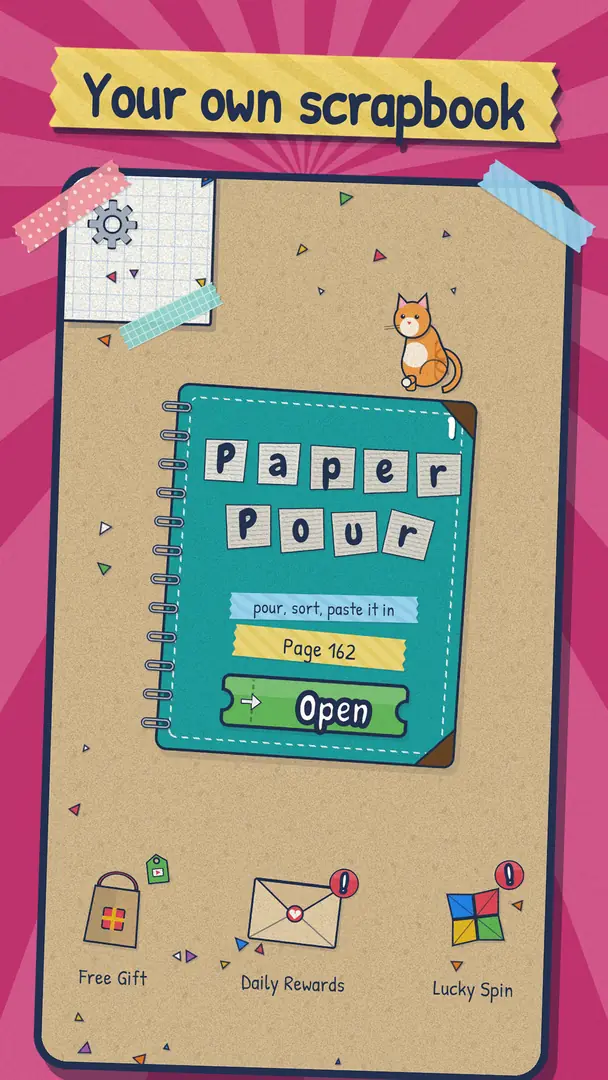 Your own scrapbook
Paper
Pour
pour, sort, paste it in
Page 162
Open
!
!
Free Gift
Daily Rewards
Lucky Spin